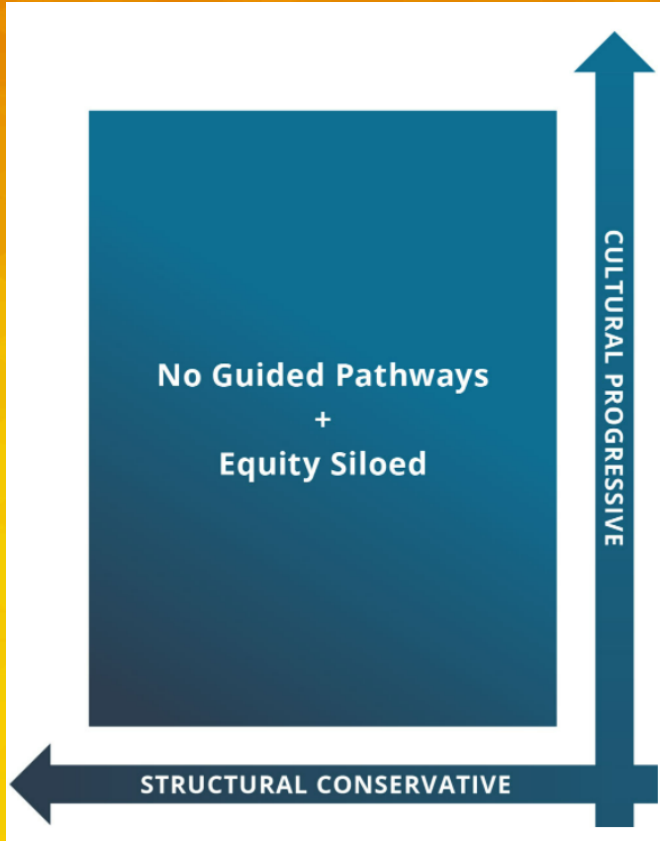 No Guided Pathways
+
Equity Siloed
CULTURAL PROGRESSIVE
STRUCTURAL CONSERVATIVE